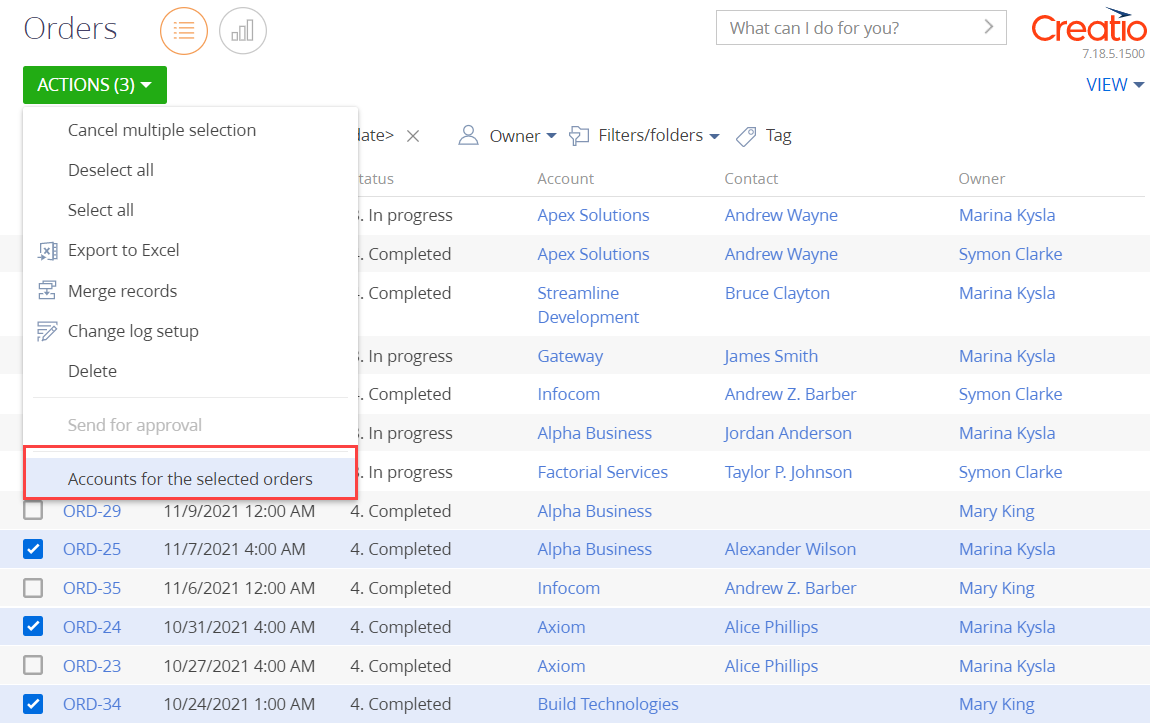 Orders
What can I do for you?
Creatio
7.18.5.1500
ACTIONS (3)
VIEW
Cancel multiple selection
Deselect all
Select all
Export to Excel
Merge records
Change log setup
Delete
Send for approval
Accounts for the selected orders
date>
Owner
Filters/folders
Tag
tatus Account Contact Owner
3. In progress Apex Solutions Andrew Wayne Marina Kysla
4. Completed Apex Solutions Andrew Wayne Symon Clarke
4. Completed Streamline Development Bruce Clayton Marina Kysla
3. In progress Gateway James Smith Marina Kysla
4. Completed Infocom Andrew Z. Barber Symon Clarke
3. In progress Alpha Business Jordan Anderson Marina Kysla
3. In progress Factorial Services Taylor P. Johnson Symon Clarke
ORD-29 11/9/2021 12:00 AM 4. Completed Alpha Business Mary King
ORD-25 11/7/2021 4:00 AM 4. Completed Alpha Business Alexander Wilson Marina Kysla
ORD-35 11/6/2021 12:00 AM 4. Completed Infocom Andrew Z. Barber Mary King
ORD-24 10/31/2021 4:00 AM 4. Completed Axiom Alice Phillips Marina Kysla
ORD-23 10/27/2021 4:00 AM 4. Completed Axiom Alice Phillips Marina Kysla
ORD-34 10/24/2021 1:00 AM 4. Completed Build Technologies Mary King